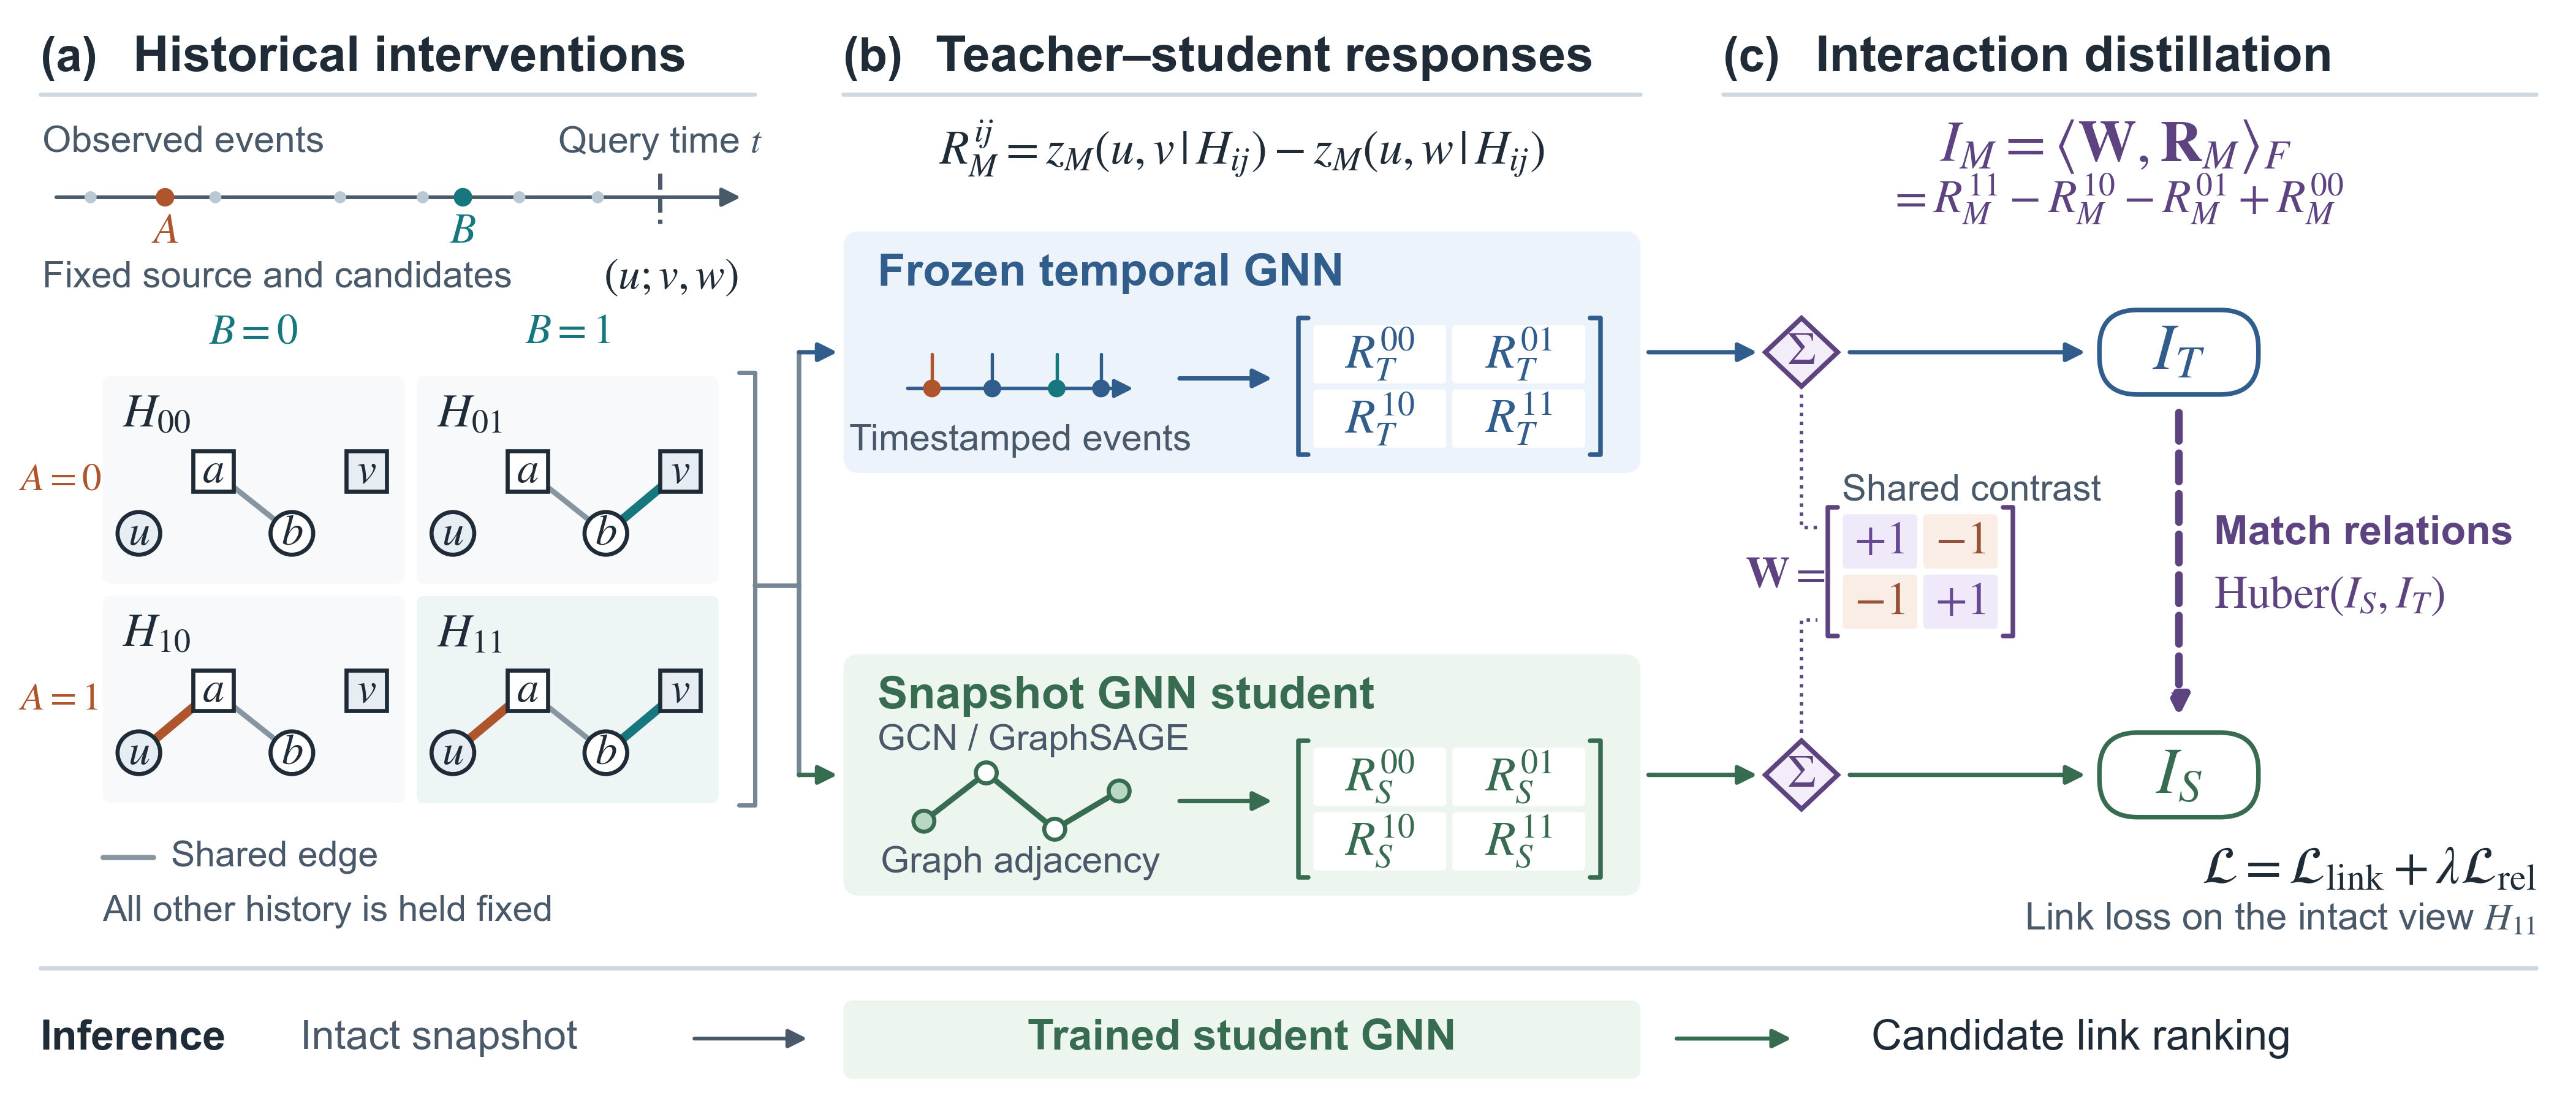 (a) Historical interventions
Observed events
Query time t
A
B
Fixed source and candidates
(u; v, w)
B = 0
B = 1
A = 0
H00
a
v
u
b
H01
a
v
u
b
A = 1
H10
a
v
u
b
H11
a
v
u
b
Shared edge
All other history is held fixed
(b) Teacher–student responses
R_M^{ij} = z_M(u, v | H_{ij}) − z_M(u, w | H_{ij})
Frozen temporal GNN
Timestamped events
R_T^{00} R_T^{01}
R_T^{10} R_T^{11}
Snapshot GNN student
GCN / GraphSAGE
Graph adjacency
R_S^{00} R_S^{01}
R_S^{10} R_S^{11}
(c) Interaction distillation
I_M = ⟨W, R_M⟩_F
= R_M^{11} − R_M^{10} − R_M^{01} + R_M^{00}
Σ
I_T
Shared contrast
W =
+1 −1
−1 +1
Match relations
Huber(I_S, I_T)
Σ
I_S
ℒ = ℒ_link + λℒ_rel
Link loss on the intact view H11
Inference
Intact snapshot
Trained student GNN
Candidate link ranking